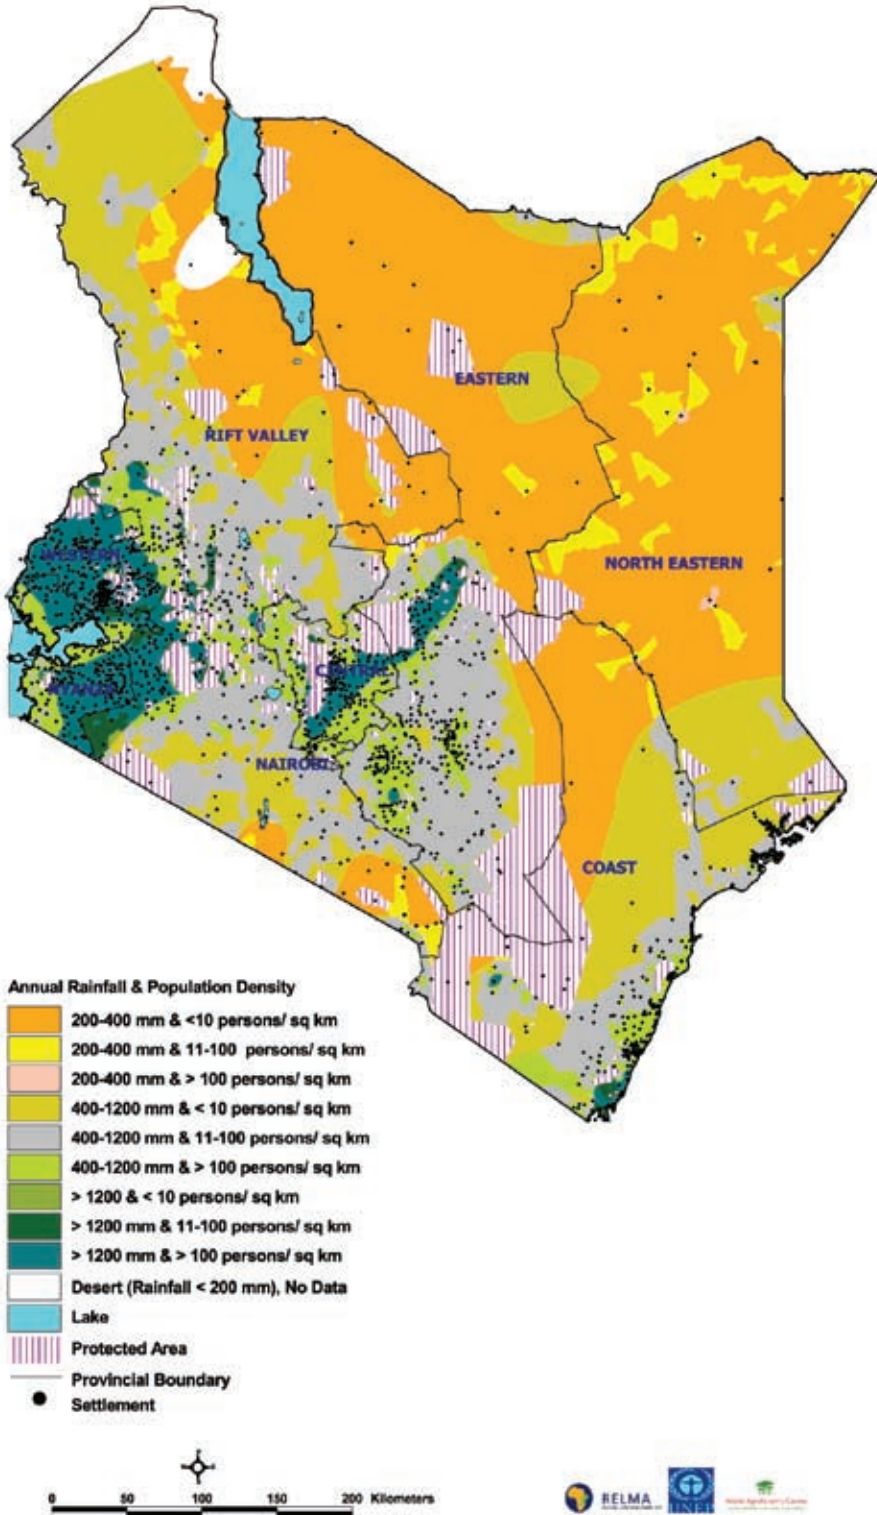 EASTERN
RIFT VALLEY
WESTERN
NORTH EASTERN
CENTRAL
NYANZA
NAIROBI
COAST
Annual Rainfall & Population Density
200-400 mm & <10 persons/ sq km
200-400 mm & 11-100 persons/ sq km
200-400 mm & > 100 persons/ sq km
400-1200 mm & < 10 persons/ sq km
400-1200 mm & 11-100 persons/ sq km
400-1200 mm & > 100 persons/ sq km
> 1200 & < 10 persons/ sq km
> 1200 mm & 11-100 persons/ sq km
> 1200 mm & > 100 persons/ sq km
Desert (Rainfall < 200 mm), No Data
Lake
Protected Area
Provincial Boundary
Settlement
0 50 100 200 Kilometers
RELMA
UNEP